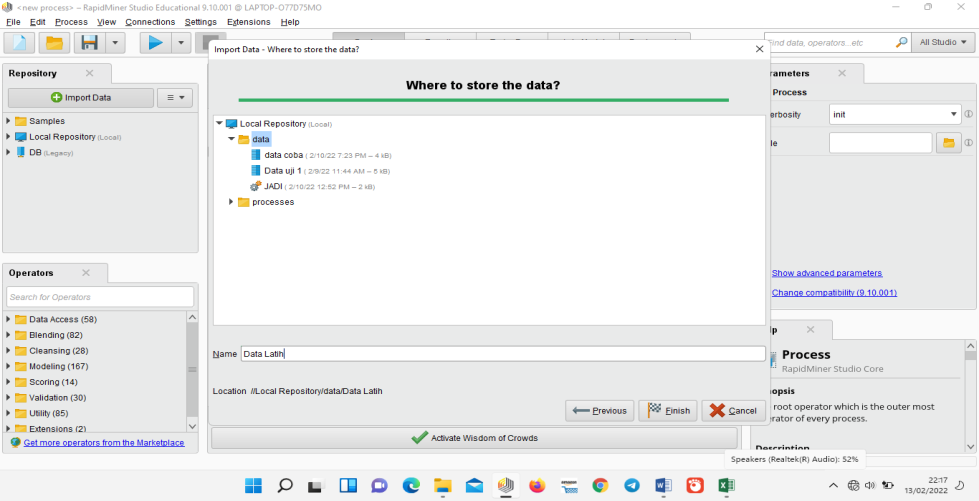 <new process> – RapidMiner Studio Educational 9.10.001 @ LAPTOP-O77D75MO
File Edit Process View Connections Settings Extensions Help
Find data, operators...etc
All Studio
Repository
Import Data
Samples
Local Repository (Local)
DB (Legacy)
Operators
Search for Operators
Data Access (58)
Blending (82)
Cleansing (28)
Modeling (167)
Scoring (14)
Validation (30)
Utility (85)
Extensions (2)
Get more operators from the Marketplace
Import Data - Where to store the data?
Where to store the data?
Local Repository (Local)
data
data coba ( 2/10/22 7:23 PM – 4 kB)
Data uji 1 ( 2/9/22 11:44 AM – 5 kB)
JADI ( 2/10/22 12:52 PM – 2 kB)
processes
Name Data Latih
Location //Local Repository/data/Data Latih
Previous
Finish
Cancel
Activate Wisdom of Crowds
rameters
Process
erbosity
init
le
Show advanced parameters
Change compatibility (9.10.001)
lp
Process
RapidMiner Studio Core
nopsis
root operator which is the outer most
erator of every process.
Description
Speakers (Realtek(R) Audio): 52%
22:17
13/02/2022